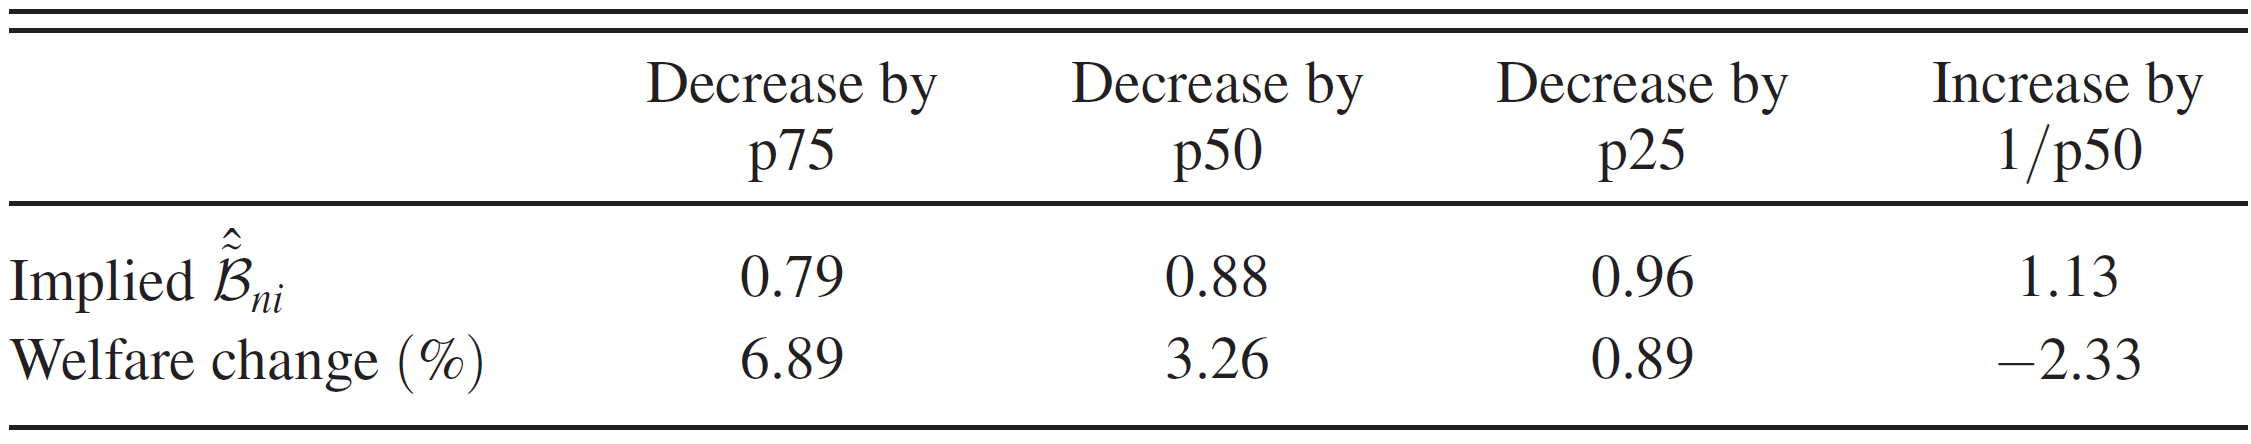 Decrease by Decrease by Decrease by Increase by
p75 p50 p25 1/p50
Implied $\hat{\tilde{\mathcal{B}}}_{ni}$ 0.79 0.88 0.96 1.13
Welfare change (%) 6.89 3.26 0.89 −2.33